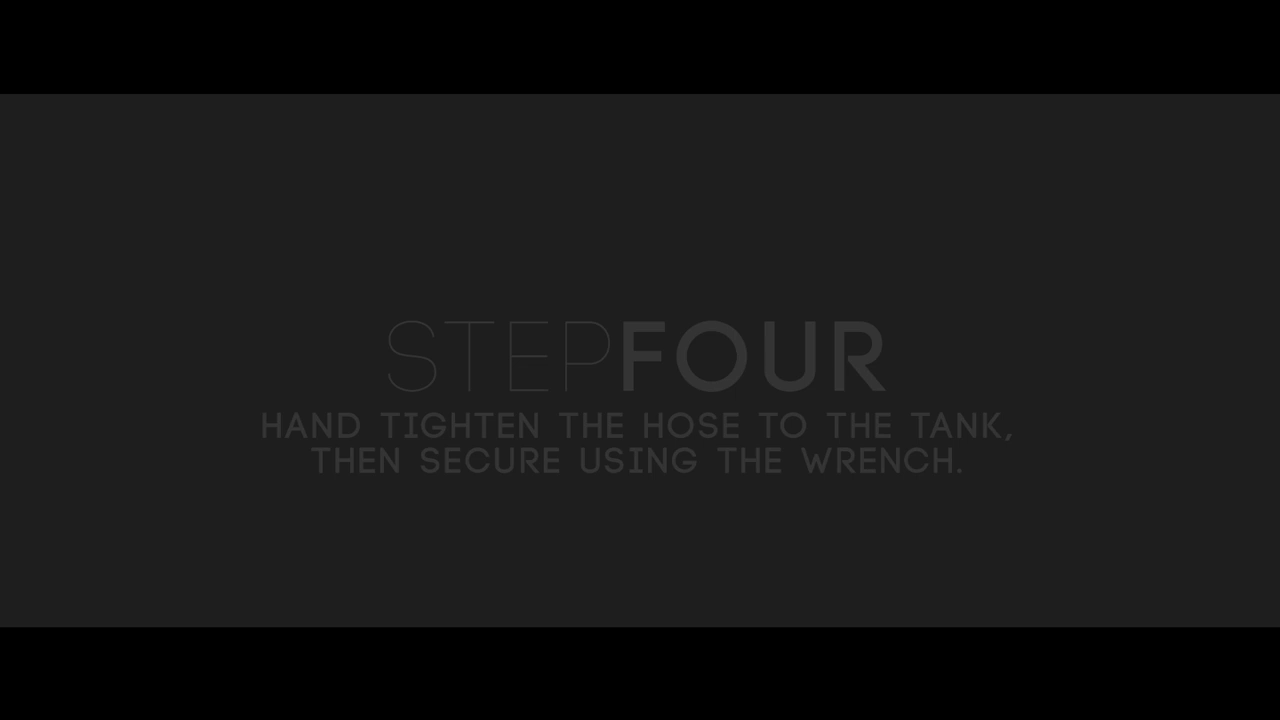 STEPFOUR
HAND TIGHTEN THE HOSE TO THE TANK,
THEN SECURE USING THE WRENCH.